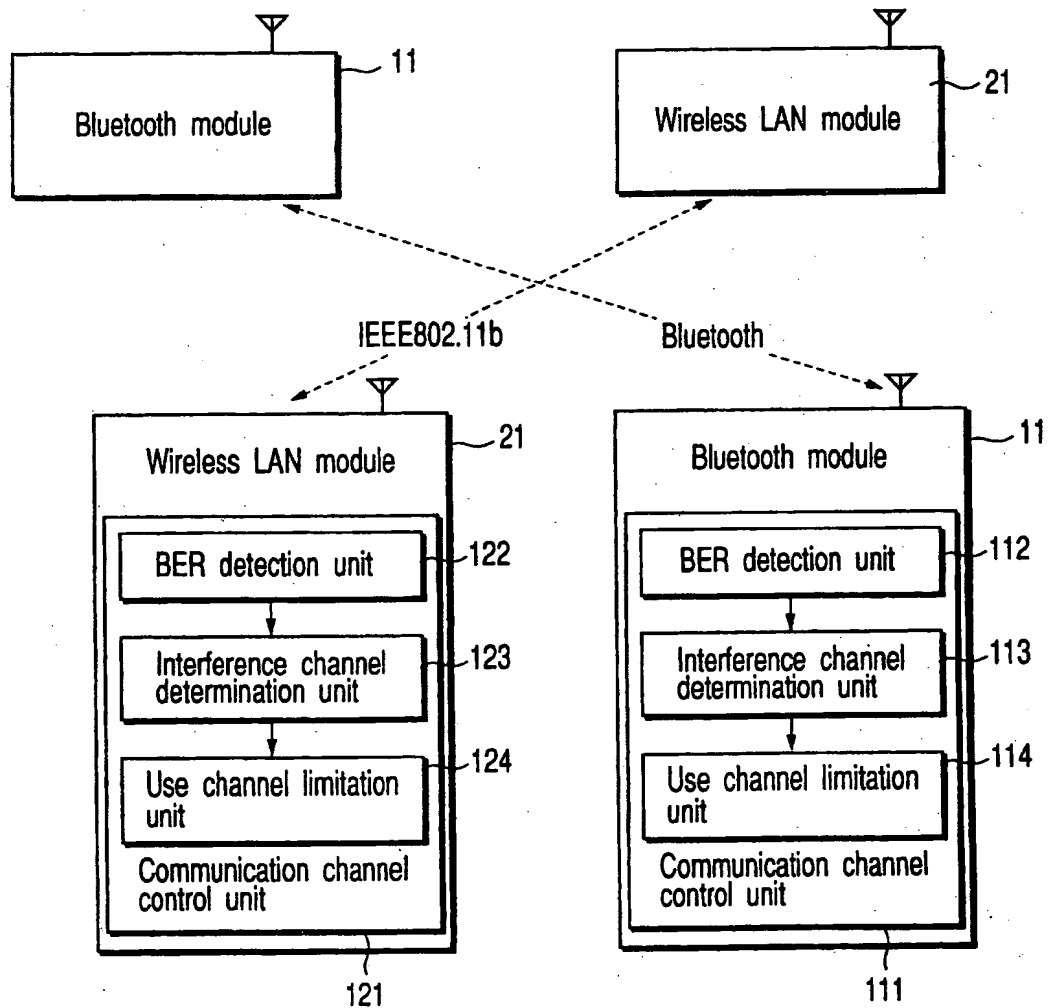 11
Bluetooth module
21
Wireless LAN module
IEEE802.11b
Bluetooth
21
Wireless LAN module
BER detection unit
122
Interference channel
determination unit
123
Use channel limitation
unit
124
Communication channel
control unit
121
11
Bluetooth module
BER detection unit
112
Interference channel
determination unit
113
Use channel limitation
unit
114
Communication channel
control unit
111